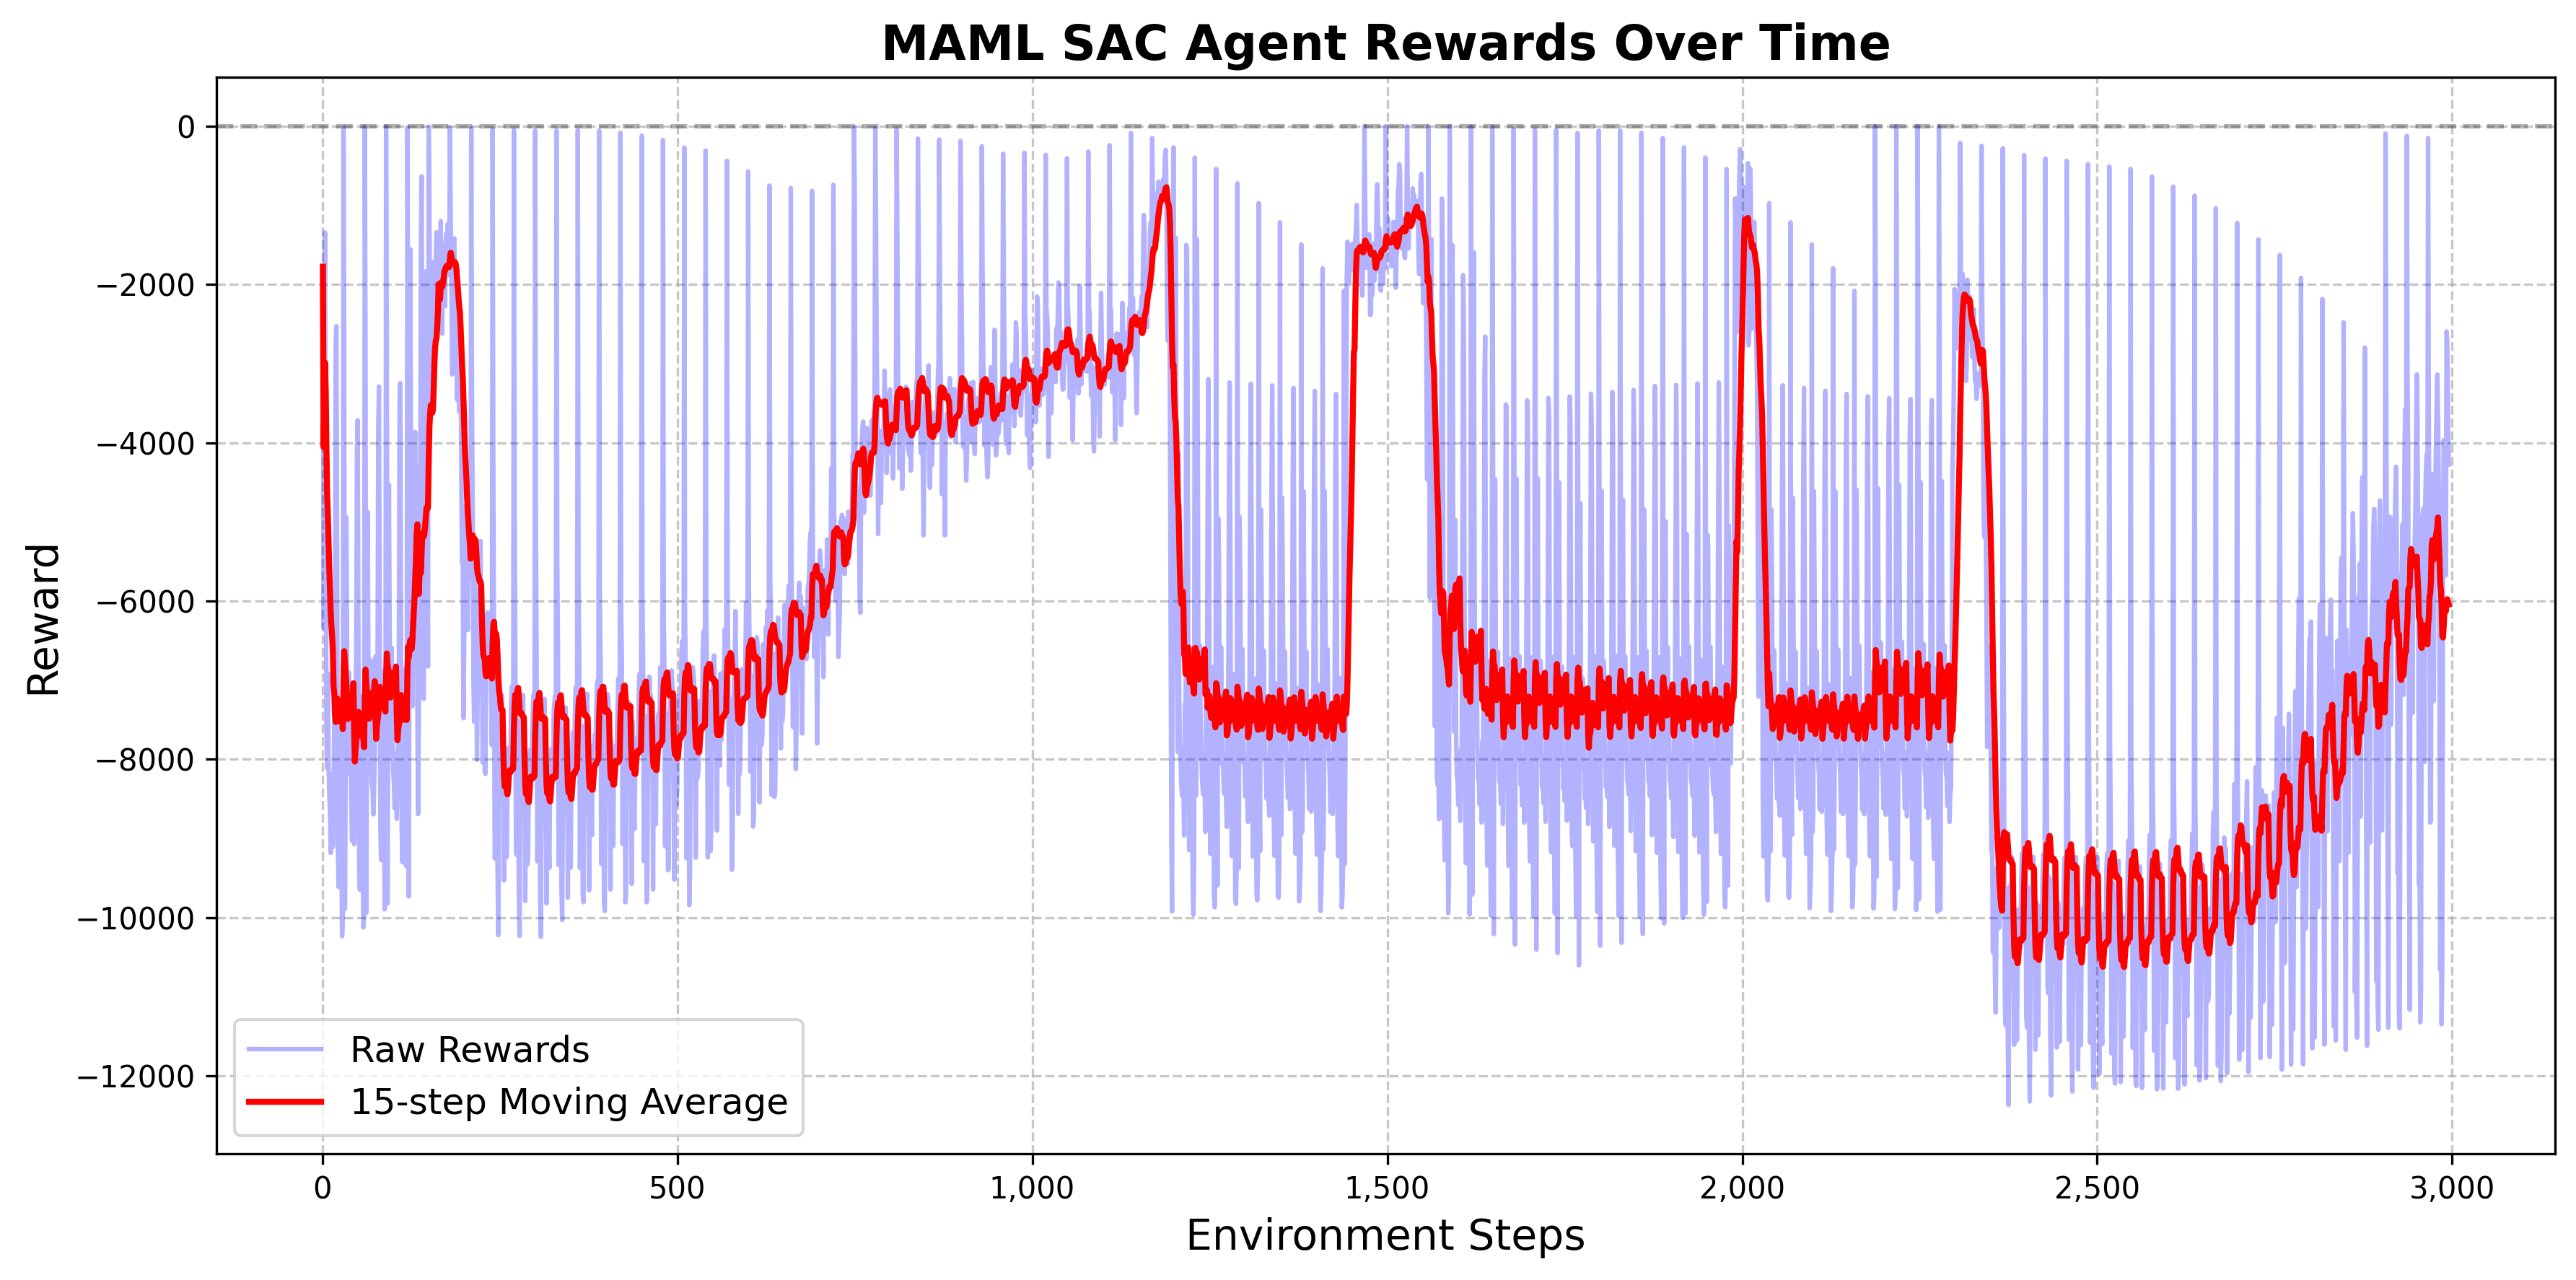 MAML SAC Agent Rewards Over Time
0
−2000
−4000
−6000
−8000
−10000
−12000
Reward
Raw Rewards
15-step Moving Average
0
500
1,000
1,500
2,000
2,500
3,000
Environment Steps